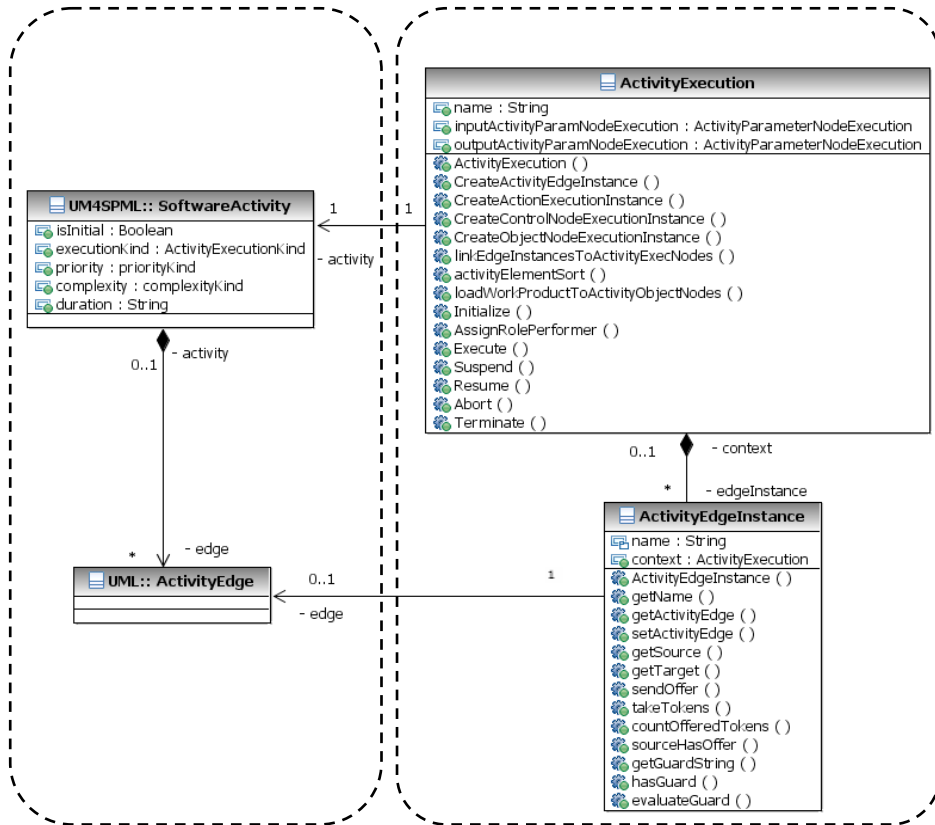 UM4SPML:: SoftwareActivity
isInitial : Boolean
executionKind : ActivityExecutionKind
priority : priorityKind
complexity : complexityKind
duration : String
1
1
- activity
ActivityExecution
name : String
inputActivityParamNodeExecution : ActivityParameterNodeExecution
outputActivityParamNodeExecution : ActivityParameterNodeExecution
ActivityExecution ( )
CreateActivityEdgeInstance ( )
CreateActionExecutionInstance ( )
CreateControlNodeExecutionInstance ( )
CreateObjectNodeExecutionInstance ( )
linkEdgeInstancesToActivityExecNodes ( )
activityElementSort ( )
loadWorkProductToActivityObjectNodes ( )
Initialize ( )
AssignRolePerformer ( )
Execute ( )
Suspend ( )
Resume ( )
Abort ( )
Terminate ( )
- activity
0..1
* - edge
UML:: ActivityEdge
0..1
- edge
1
0..1 - context
* - edgeInstance
ActivityEdgeInstance
name : String
context : ActivityExecution
ActivityEdgeInstance ( )
getName ( )
getActivityEdge ( )
setActivityEdge ( )
getSource ( )
getTarget ( )
sendOffer ( )
takeTokens ( )
countOfferedTokens ( )
sourceHasOffer ( )
getGuardString ( )
hasGuard ( )
evaluateGuard ( )